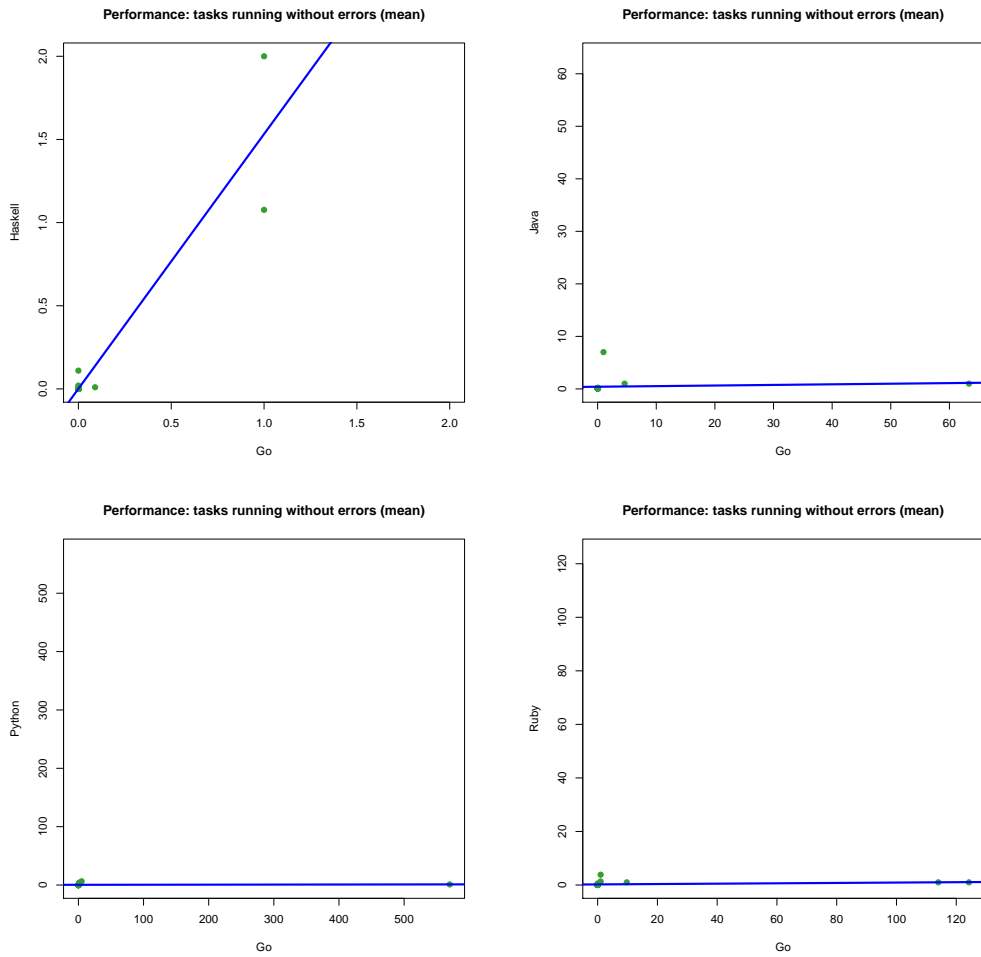 Performance: tasks running without errors (mean)
2.0
1.5
1.0
0.5
0.0
Haskell
0.0 0.5 1.0 1.5 2.0
Go
Performance: tasks running without errors (mean)
60
50
40
30
20
10
0
Java
0 10 20 30 40 50 60
Go
Performance: tasks running without errors (mean)
500
400
300
200
100
0
Python
0 100 200 300 400 500
Go
Performance: tasks running without errors (mean)
120
100
80
60
40
20
0
Ruby
0 20 40 60 80 100 120
Go